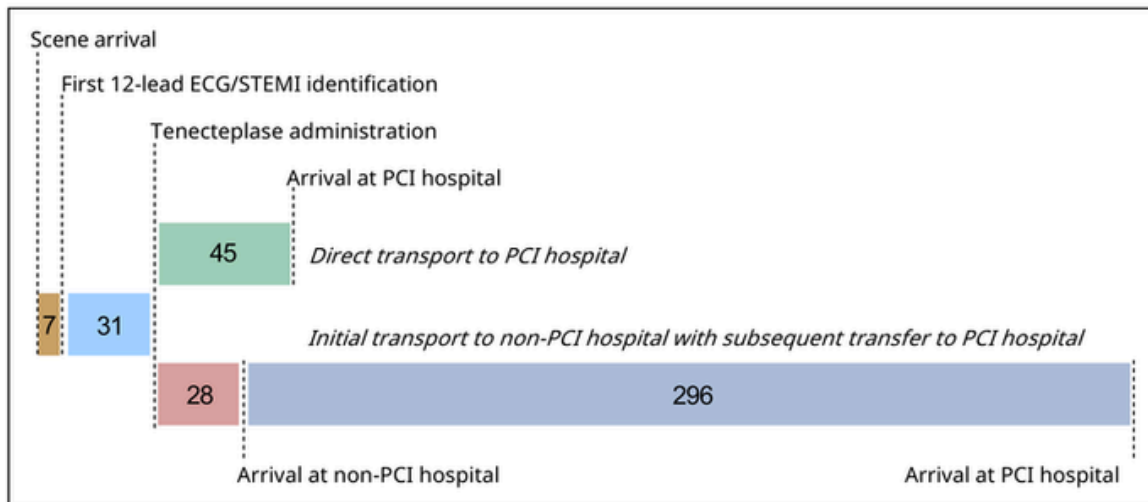 Scene arrival
First 12-lead ECG/STEMI identification
Tenecteplase administration
Arrival at PCI hospital
45
Direct transport to PCI hospital
7
31
Initial transport to non-PCI hospital with subsequent transfer to PCI hospital
28
296
Arrival at non-PCI hospital
Arrival at PCI hospital